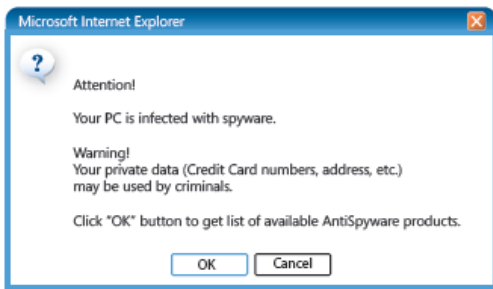 Microsoft Internet Explorer
?
Attention!
Your PC is infected with spyware.
Warning!
Your private data (Credit Card numbers, address, etc.)
may be used by criminals.
Click "OK" button to get list of available AntiSpyware products.
OK Cancel